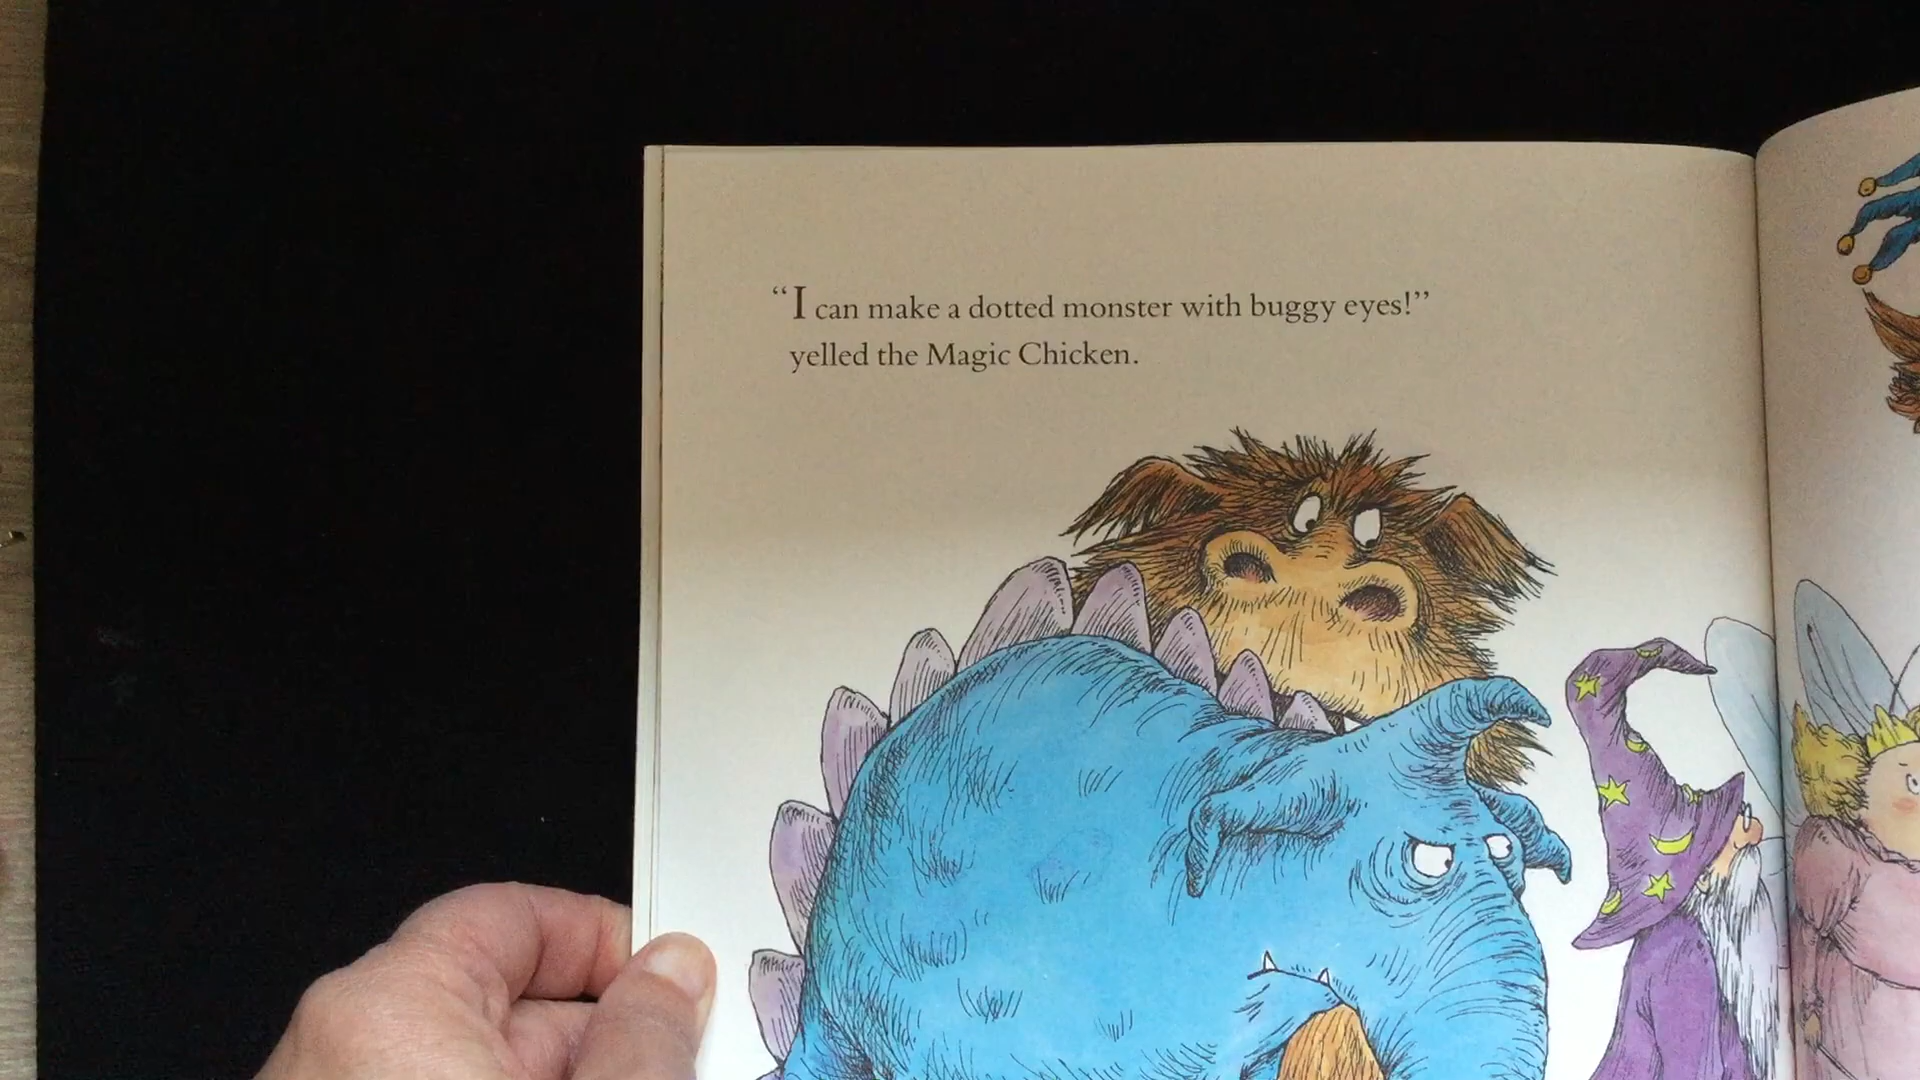 “I can make a dotted monster with buggy eyes!”
yelled the Magic Chicken.